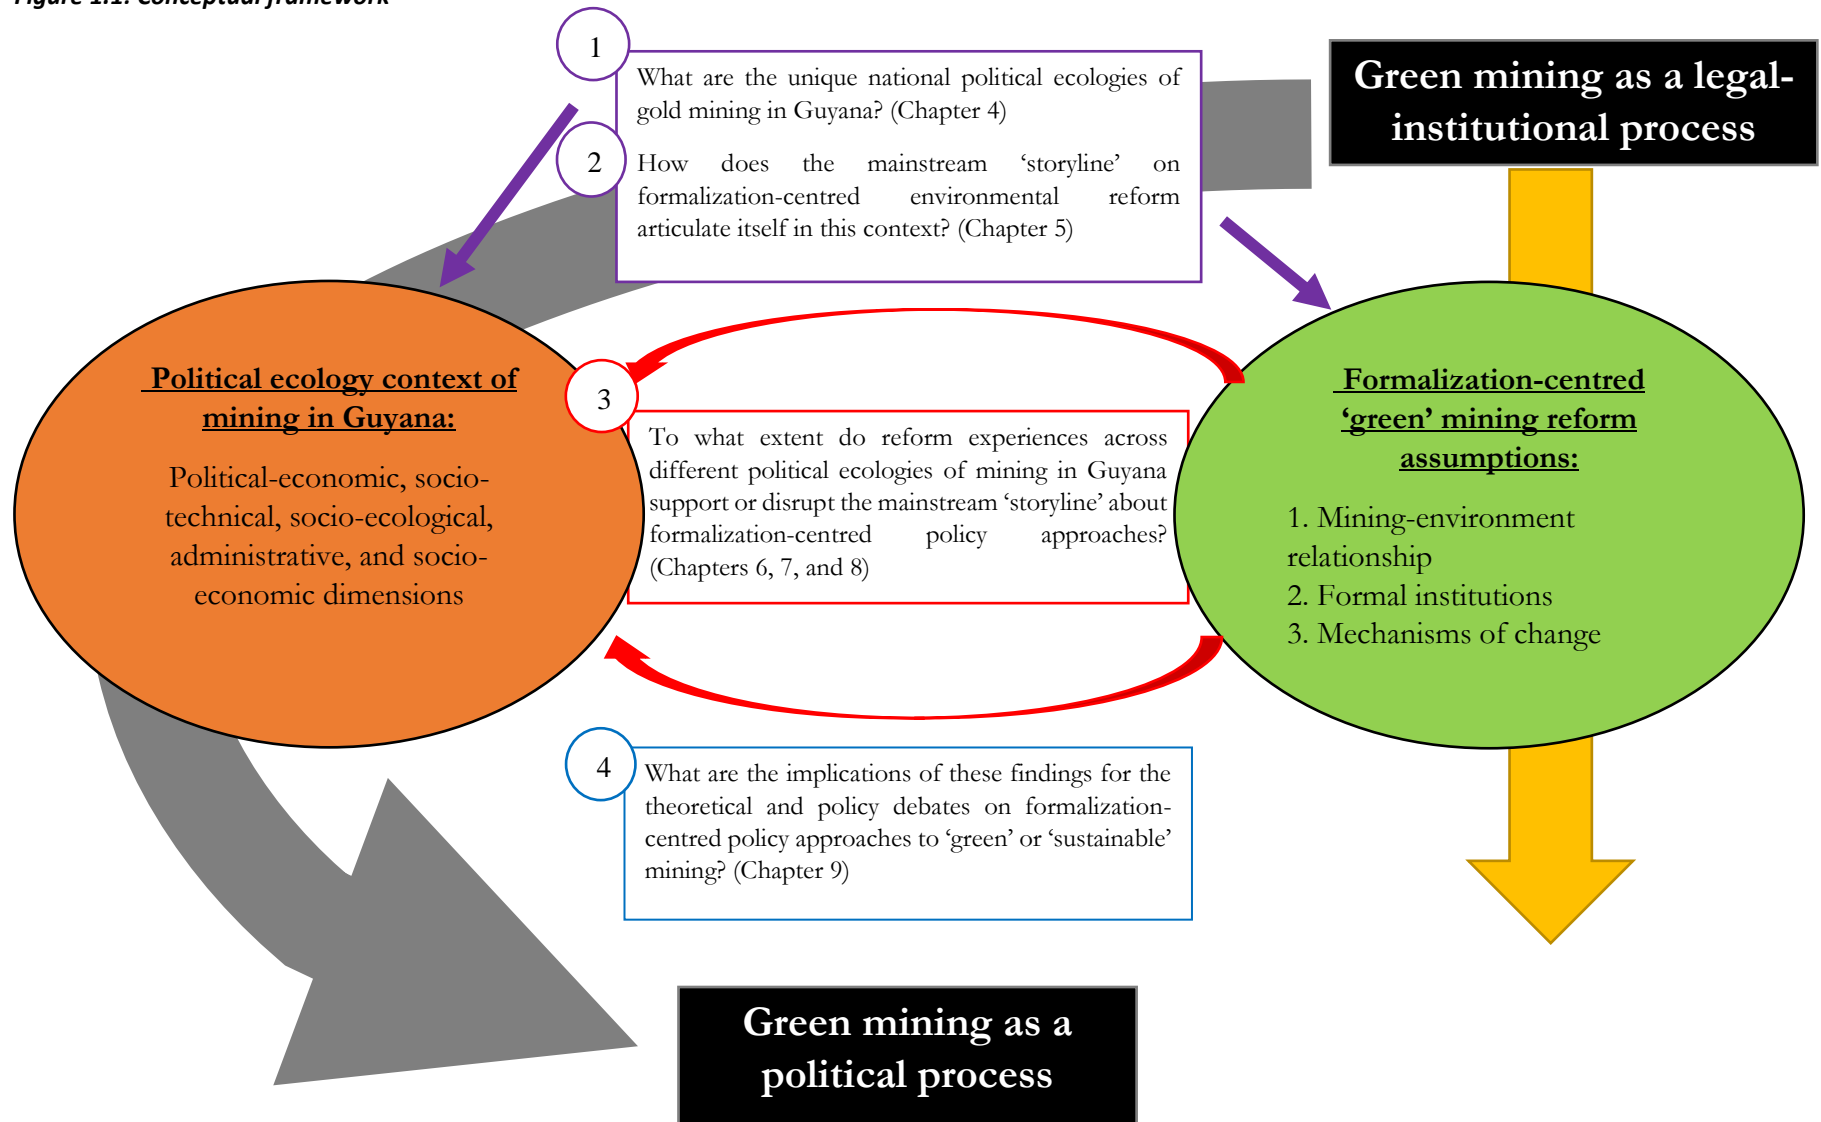 Figure 1.1: Conceptual framework
1
What are the unique national political ecologies of
gold mining in Guyana? (Chapter 4)
2
How does the mainstream ‘storyline’ on
formalization-centred environmental reform
articulate itself in this context? (Chapter 5)
Green mining as a legal-
institutional process
Political ecology context of
mining in Guyana:
Political-economic, socio-
technical, socio-ecological,
administrative, and socio-
economic dimensions
3
To what extent do reform experiences across
different political ecologies of mining in Guyana
support or disrupt the mainstream ‘storyline’ about
formalization-centred policy approaches?
(Chapters 6, 7, and 8)
Formalization-centred
‘green’ mining reform
assumptions:
1. Mining-environment
relationship
2. Formal institutions
3. Mechanisms of change
4
What are the implications of these findings for the
theoretical and policy debates on formalization-
centred policy approaches to ‘green’ or ‘sustainable’
mining? (Chapter 9)
Green mining as a
political process